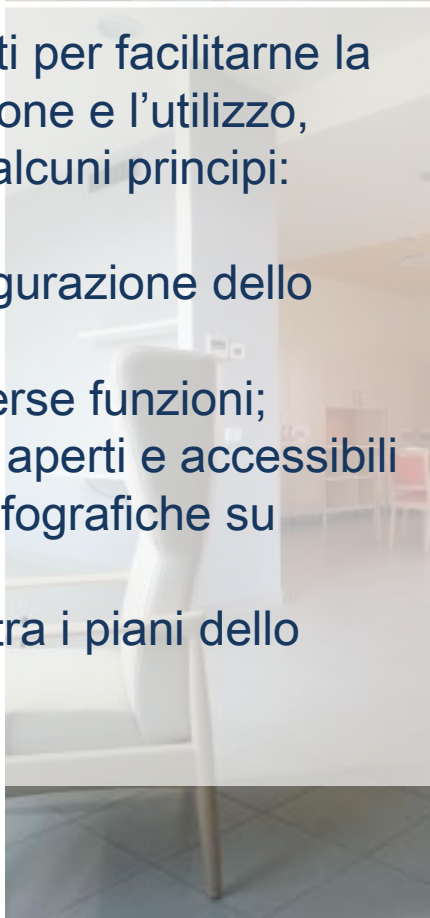 ti per facilitarne la
one e l’utilizzo,
alcuni principi:
gurazione dello
erse funzioni;
aperti e accessibili
fografiche su
tra i piani dello